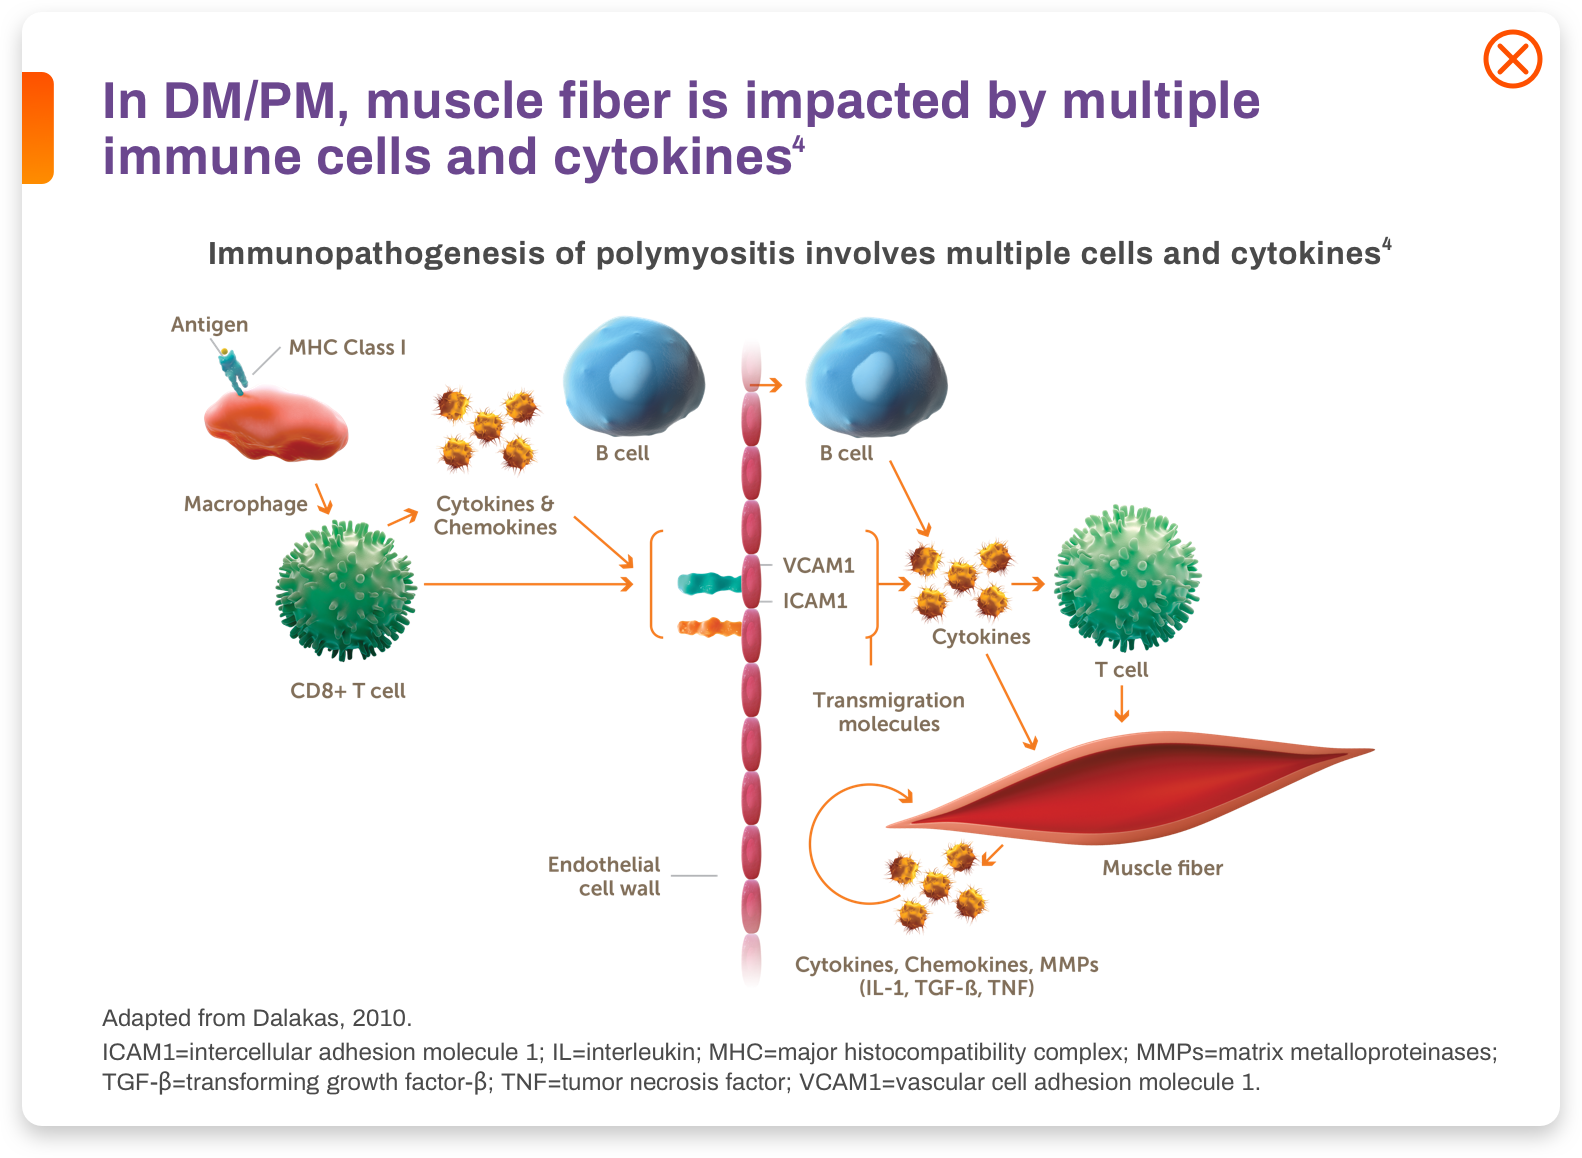 In DM/PM, muscle fiber is impacted by multiple
immune cells and cytokines⁴
Immunopathogenesis of polymyositis involves multiple cells and cytokines⁴
Antigen
MHC Class I
Macrophage
Cytokines &
Chemokines
B cell
B cell
CD8+ T cell
VCAM1
ICAM1
Cytokines
T cell
Transmigration
molecules
Endothelial
cell wall
Muscle fiber
Cytokines, Chemokines, MMPs
(IL-1, TGF-ß, TNF)
Adapted from Dalakas, 2010.
ICAM1=intercellular adhesion molecule 1; IL=interleukin; MHC=major histocompatibility complex; MMPs=matrix metalloproteinases;
TGF-β=transforming growth factor-β; TNF=tumor necrosis factor; VCAM1=vascular cell adhesion molecule 1.